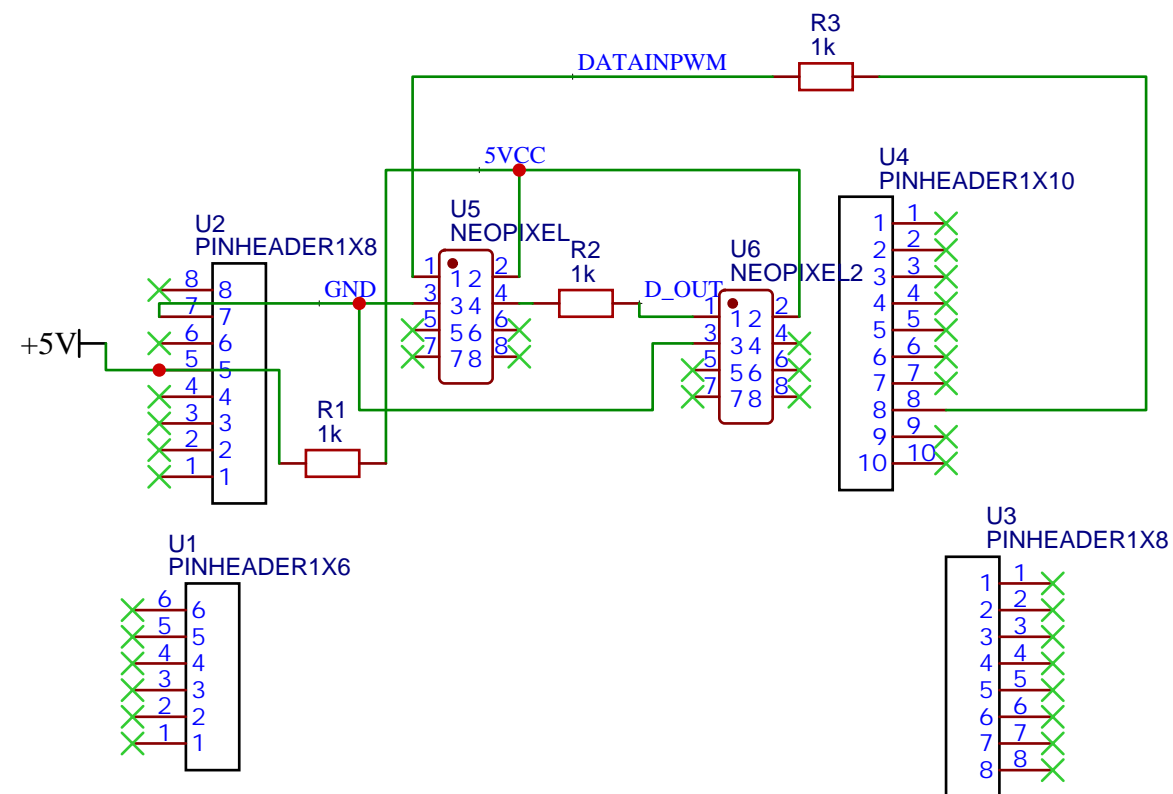 R3
1k
DATAINPWM
5VCC
U4
PINHEADER1X10
1 1
2 2
3 3
4 4
5 5
6 6
7 7
8 8
9 9
10 10
U5
NEOPIXEL
1 1 2 2
3 3 4 4
5 5 6 6
7 7 8 8
R2
1k
D_OUT
U6
NEOPIXEL2
1 1 2 2
3 3 4 4
5 5 6 6
7 7 8 8
U2
PINHEADER1X8
8 8
7 7
6 6
5 5
4 4
3 3
2 2
1 1
GND
+5V
R1
1k
U1
PINHEADER1X6
6 6
5 5
4 4
3 3
2 2
1 1
U3
PINHEADER1X8
1 1
2 2
3 3
4 4
5 5
6 6
7 7
8 8